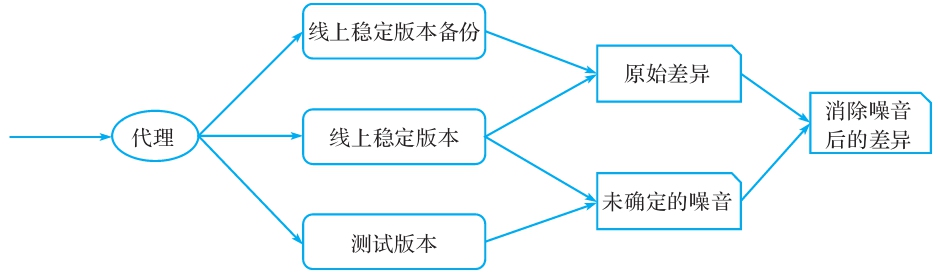 线上稳定版本备份
原始差异
代理
线上稳定版本
消除噪音
后的差异
未确定的噪音
测试版本